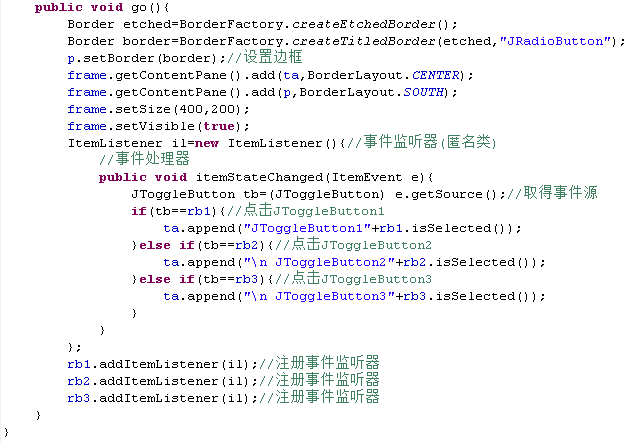 public void go(){
Border etched=BorderFactory.createEtchedBorder();
Border border=BorderFactory.createTitledBorder(etched,"JRadioButton");
p.setBorder(border);//设置边框
frame.getContentPane().add(ta,BorderLayout.CENTER);
frame.getContentPane().add(p,BorderLayout.SOUTH);
frame.setSize(400,200);
frame.setVisible(true);
ItemListener il=new ItemListener(){//事件监听器(匿名类)
//事件处理器
public void itemStateChanged(ItemEvent e){
JToggleButton tb=(JToggleButton) e.getSource();//取得事件源
if(tb==rb1){//点击JToggleButton1
ta.append("JToggleButton1"+rb1.isSelected());
}else if(tb==rb2){//点击JToggleButton2
ta.append("\n JToggleButton2"+rb2.isSelected());
}else if(tb==rb3){//点击JToggleButton3
ta.append("\n JToggleButton3"+rb3.isSelected());
}
}
};
rb1.addItemListener(il);//注册事件监听器
rb2.addItemListener(il);//注册事件监听器
rb3.addItemListener(il);//注册事件监听器
}
}